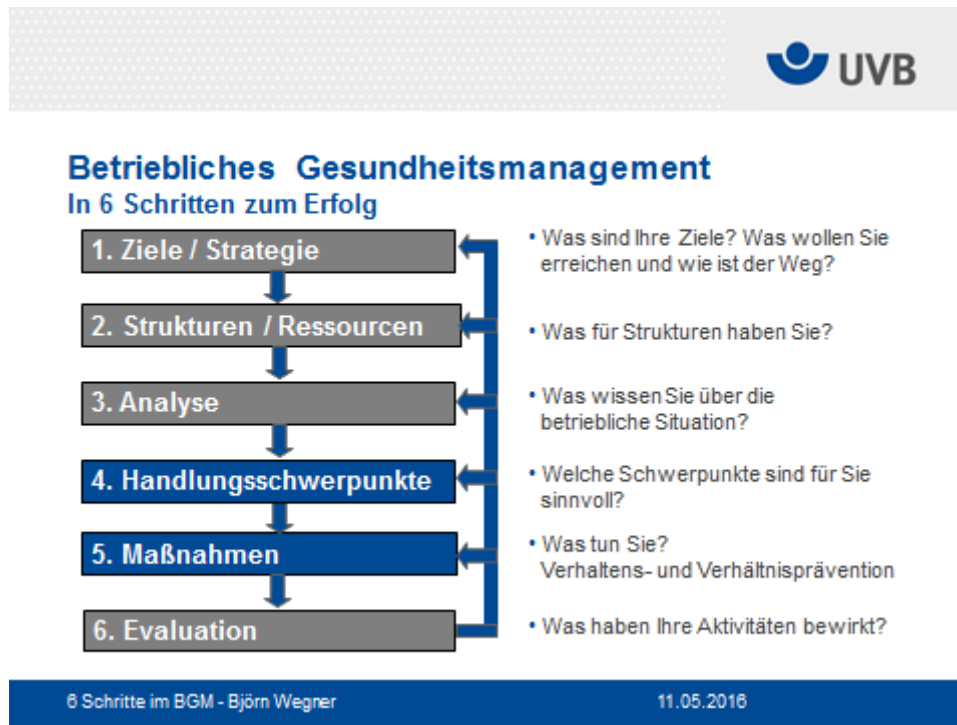 UVB
Betriebliches Gesundheitsmanagement
In 6 Schritten zum Erfolg
1. Ziele / Strategie
• Was sind Ihre Ziele? Was wollen Sie
erreichen und wie ist der Weg?
2. Strukturen / Ressourcen
• Was für Strukturen haben Sie?
3. Analyse
• Was wissen Sie über die
betriebliche Situation?
4. Handlungsschwerpunkte
• Welche Schwerpunkte sind für Sie
sinnvoll?
5. Maßnahmen
• Was tun Sie?
Verhaltens- und Verhältnisprävention
6. Evaluation
• Was haben Ihre Aktivitäten bewirkt?
6 Schritte im BGM - Björn Wegner
11.05.2016